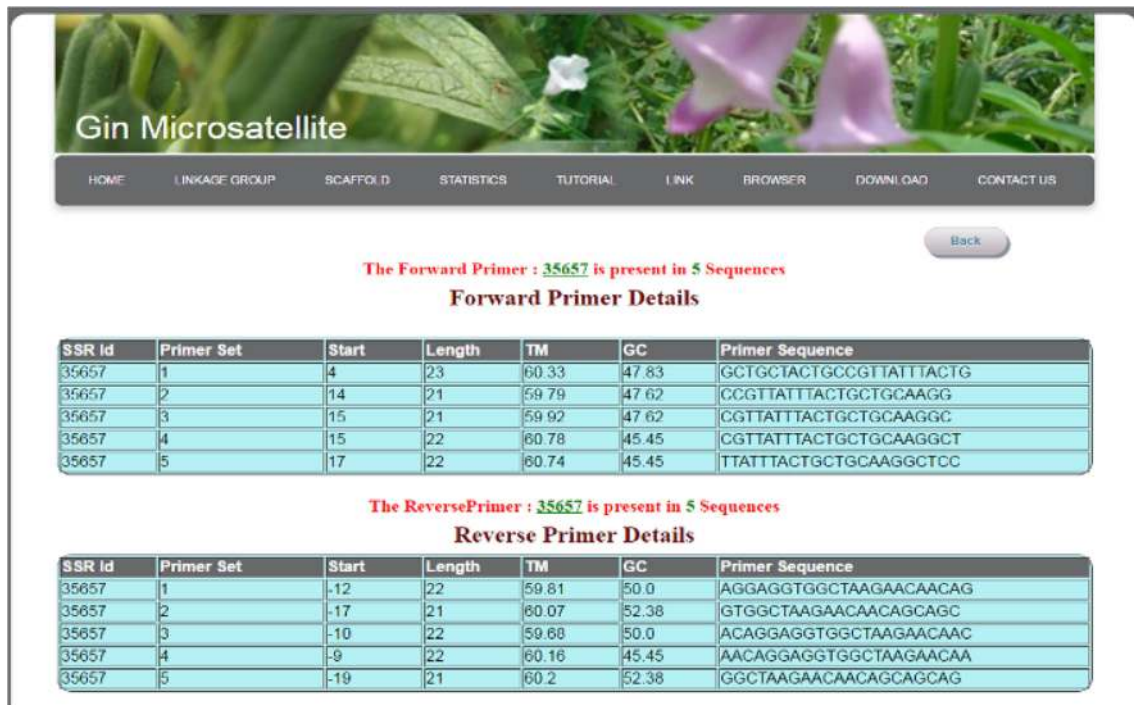 Gin Microsatellite
HOME LINKAGE GROUP SCAFFOLD STATISTICS TUTORIAL LINK BROWSER DOWNLOAD CONTACT US
Back
The Forward Primer : 35657 is present in 5 Sequences
Forward Primer Details
SSR Id Primer Set Start Length TM GC Primer Sequence
35657 1 4 23 60.33 47.83 GCTGCTACTGCCGTTATTTACTG
35657 2 14 21 59.79 47.62 CCGTTATTTACTGCTGCAAGG
35657 3 15 21 59.92 47.62 CGTTATTTACTGCTGCAAGGC
35657 4 15 22 60.78 45.45 CGTTATTTACTGCTGCAAGGCT
35657 5 17 22 60.74 45.45 TTATTTACTGCTGCAAGGCTCC
The ReversePrimer : 35657 is present in 5 Sequences
Reverse Primer Details
SSR Id Primer Set Start Length TM GC Primer Sequence
35657 1 -12 22 59.81 50.0 AGGAGGTGGCTAAGAACAACAG
35657 2 -17 21 60.07 52.38 GTGGCTAAGAACAACAGCAGC
35657 3 -10 22 59.68 50.0 ACAGGAGGTGGCTAAGAACAAC
35657 4 -9 22 60.16 45.45 AACAGGAGGTGGCTAAGAACAA
35657 5 -19 21 60.2 52.38 GGCTAAGAACAACAGCAGCAG